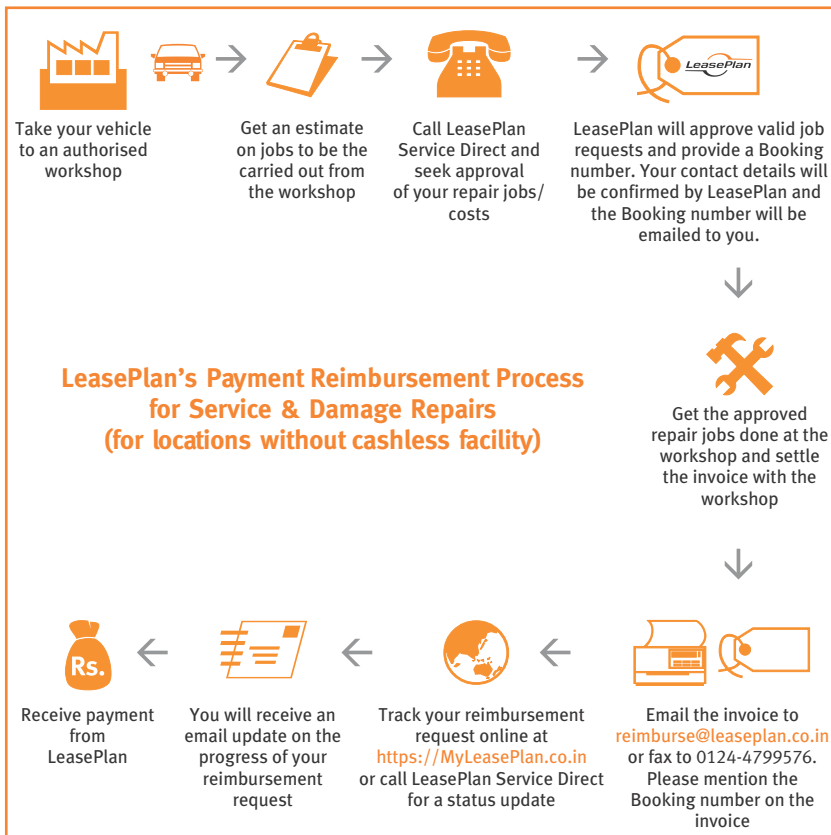 LeasePlan
Take your vehicle
to an authorised
workshop
Get an estimate
on jobs to be the
carried out from
the workshop
Call LeasePlan
Service Direct and
seek approval
of your repair jobs/
costs
LeasePlan will approve valid job
requests and provide a Booking
number. Your contact details will
be confirmed by LeasePlan and
the Booking number will be
emailed to you.
LeasePlan’s Payment Reimbursement Process
for Service & Damage Repairs
(for locations without cashless facility)
Get the approved
repair jobs done at the
workshop and settle
the invoice with the
workshop
Email the invoice to
reimburse@leaseplan.co.in
or fax to 0124-4799576.
Please mention the
Booking number on the
invoice
Track your reimbursement
request online at
https://MyLeasePlan.co.in
or call LeasePlan Service Direct
for a status update
You will receive an
email update on the
progress of your
reimbursement
request
Rs.
Receive payment
from
LeasePlan